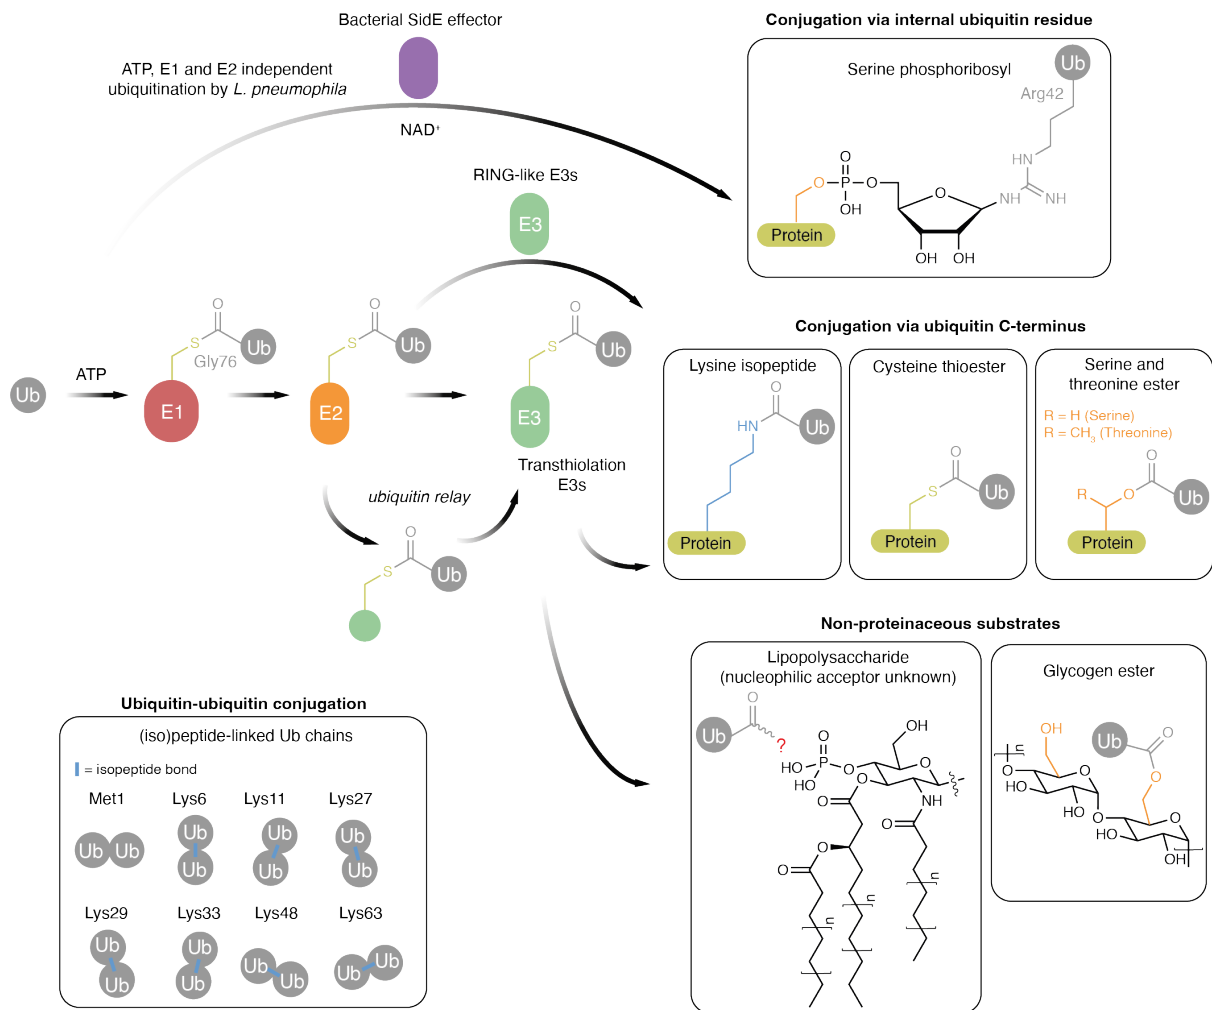 Bacterial SidE effector
ATP, E1 and E2 independent
ubiquitination by L. pneumophila
NAD+
RING-like E3s
E3
Conjugation via internal ubiquitin residue
Serine phosphoribosyl
Ub
Arg42
HN
O
O
P
O
O
NH
NH
OH
Protein
OH
OH
Ub
ATP
O
S
Gly76
Ub
E1
O
S
Ub
E2
O
S
Ub
E3
Transthiolation
E3s
ubiquitin relay
O
S
Ub
Conjugation via ubiquitin C-terminus
Lysine isopeptide
O
HN
Ub
Protein
Cysteine thioester
O
S
Ub
Protein
Serine and
threonine ester
R = H (Serine)
R = CH3 (Threonine)
O
R
O
Ub
Protein
Non-proteinaceous substrates
Lipopolysaccharide
(nucleophilic acceptor unknown)
O
Ub
?
OH
O
HO
P
O
O
HO
O
NH
O
O
O
O
n
n
n
Glycogen ester
OH
Ub
O
n
O
O
O
HO
HO
O
O
O
HO
HO
OH
n
Ubiquitin-ubiquitin conjugation
(iso)peptide-linked Ub chains
= isopeptide bond
Met1
Lys6
Lys11
Lys27
Ub
Ub
Ub
Ub
Ub
Ub
Ub
Ub
Lys29
Lys33
Lys48
Lys63
Ub
Ub
Ub
Ub
Ub
Ub
Ub
Ub